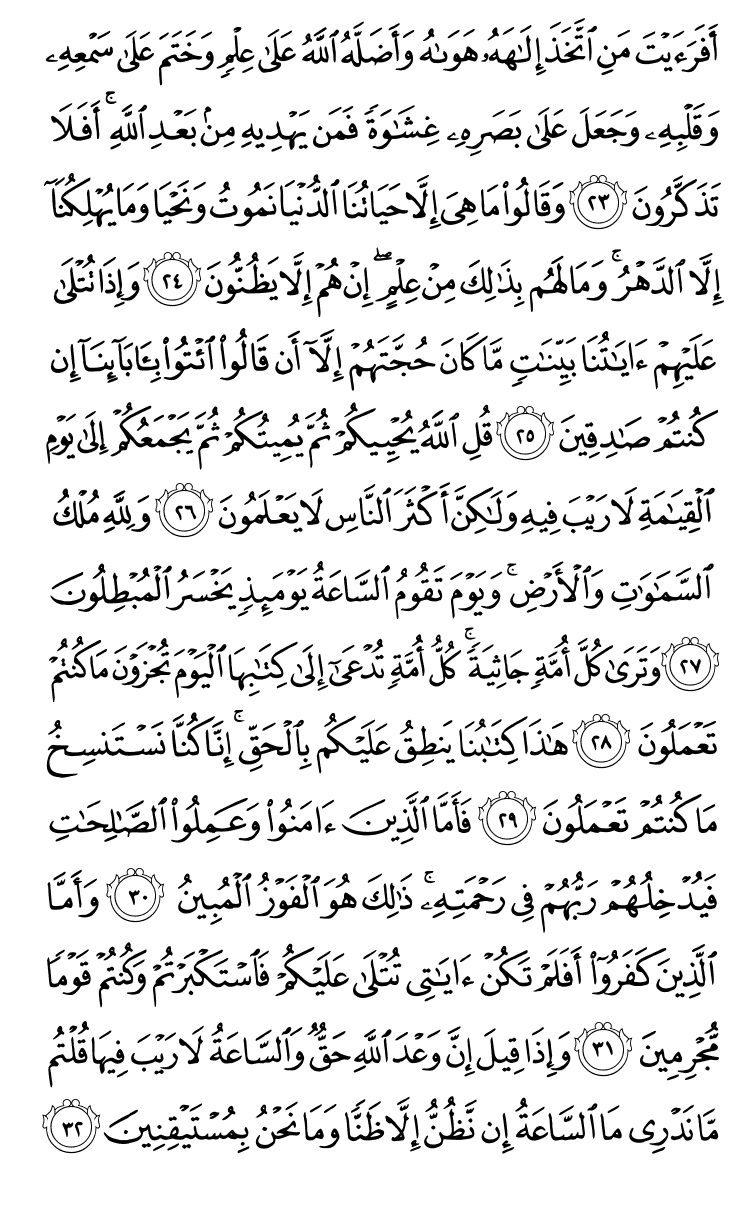 أَفَرَءَيْتَ مَنِ ٱتَّخَذَ إِلَٰهَهُۥ هَوَىٰهُ وَأَضَلَّهُ ٱللَّهُ عَلَىٰ عِلْمٖ وَخَتَمَ عَلَىٰ سَمْعِهِۦ
وَقَلْبِهِۦ وَجَعَلَ عَلَىٰ بَصَرِهِۦ غِشَٰوَةٗ فَمَن يَهْدِيهِ مِنۢ بَعْدِ ٱللَّهِۚ أَفَلَا
تَذَكَّرُونَ ٢٣ وَقَالُواْ مَا هِيَ إِلَّا حَيَاتُنَا ٱلدُّنْيَا نَمُوتُ وَنَحْيَا وَمَا يُهْلِكُنَآ
إِلَّا ٱلدَّهْرُۚ وَمَا لَهُم بِذَٰلِكَ مِنْ عِلْمٍۖ إِنْ هُمْ إِلَّا يَظُنُّونَ ٢٤ وَإِذَا تُتْلَىٰ
عَلَيْهِمْ ءَايَٰتُنَا بَيِّنَٰتٖ مَّا كَانَ حُجَّتَهُمْ إِلَّآ أَن قَالُواْ ٱئْتُواْ بِـَٔابَآئِنَآ إِن
كُنتُمْ صَٰدِقِينَ ٢٥ قُلِ ٱللَّهُ يُحْيِيكُمْ ثُمَّ يُمِيتُكُمْ ثُمَّ يَجْمَعُكُمْ إِلَىٰ يَوْمِ
ٱلْقِيَٰمَةِ لَا رَيْبَ فِيهِ وَلَٰكِنَّ أَكْثَرَ ٱلنَّاسِ لَا يَعْلَمُونَ ٢٦ وَلِلَّهِ مُلْكُ
ٱلسَّمَٰوَٰتِ وَٱلْأَرْضِۚ وَيَوْمَ تَقُومُ ٱلسَّاعَةُ يَوْمَئِذٖ يَخْسَرُ ٱلْمُبْطِلُونَ
٢٧ وَتَرَىٰ كُلَّ أُمَّةٖ جَاثِيَةٗۚ كُلُّ أُمَّةٖ تُدْعَىٰٓ إِلَىٰ كِتَٰبِهَا ٱلْيَوْمَ تُجْزَوْنَ مَا كُنتُمْ
تَعْمَلُونَ ٢٨ هَٰذَا كِتَٰبُنَا يَنطِقُ عَلَيْكُم بِٱلْحَقِّۚ إِنَّا كُنَّا نَسْتَنسِخُ
مَا كُنتُمْ تَعْمَلُونَ ٢٩ فَأَمَّا ٱلَّذِينَ ءَامَنُواْ وَعَمِلُواْ ٱلصَّٰلِحَٰتِ
فَيُدْخِلُهُمْ رَبُّهُمْ فِي رَحْمَتِهِۦۚ ذَٰلِكَ هُوَ ٱلْفَوْزُ ٱلْمُبِينُ ٣٠ وَأَمَّا
ٱلَّذِينَ كَفَرُوٓاْ أَفَلَمْ تَكُنْ ءَايَٰتِي تُتْلَىٰ عَلَيْكُمْ فَٱسْتَكْبَرْتُمْ وَكُنتُمْ قَوْمٗا
مُّجْرِمِينَ ٣١ وَإِذَا قِيلَ إِنَّ وَعْدَ ٱللَّهِ حَقّٞ وَٱلسَّاعَةُ لَا رَيْبَ فِيهَا قُلْتُم
مَّا نَدْرِي مَا ٱلسَّاعَةُ إِن نَّظُنُّ إِلَّا ظَنّٗا وَمَا نَحْنُ بِمُسْتَيْقِنِينَ ٣٢